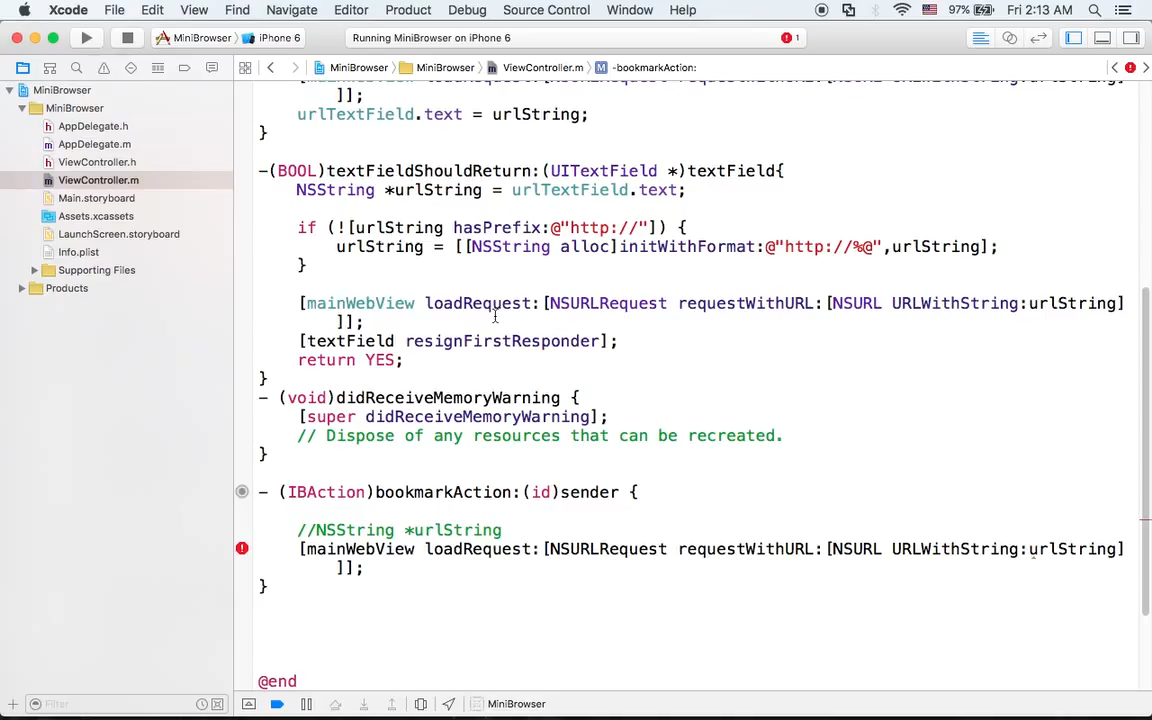 Xcode File Edit View Find Navigate Editor Product Debug Source Control Window Help 97% Fri 2:13 AM
MiniBrowser iPhone 6 Running MiniBrowser on iPhone 6 1
MiniBrowser MiniBrowser ViewController.m M -bookmarkAction:
MiniBrowser
MiniBrowser
AppDelegate.h
AppDelegate.m
ViewController.h
ViewController.m
Main.storyboard
Assets.xcassets
LaunchScreen.storyboard
Info.plist
Supporting Files
Products
Filter
]];
urlTextField.text = urlString;
}
-(BOOL)textFieldShouldReturn:(UITextField *)textField{
NSString *urlString = urlTextField.text;
if (![urlString hasPrefix:@"http://"]) {
urlString = [[NSString alloc]initWithFormat:@"http://%@",urlString];
}
[mainWebView loadRequest:[NSURLRequest requestWithURL:[NSURL URLWithString:urlString]
]];
[textField resignFirstResponder];
return YES;
}
- (void)didReceiveMemoryWarning {
[super didReceiveMemoryWarning];
// Dispose of any resources that can be recreated.
}
- (IBAction)bookmarkAction:(id)sender {
//NSString *urlString
[mainWebView loadRequest:[NSURLRequest requestWithURL:[NSURL URLWithString:urlString]
]];
}
@end
MiniBrowser